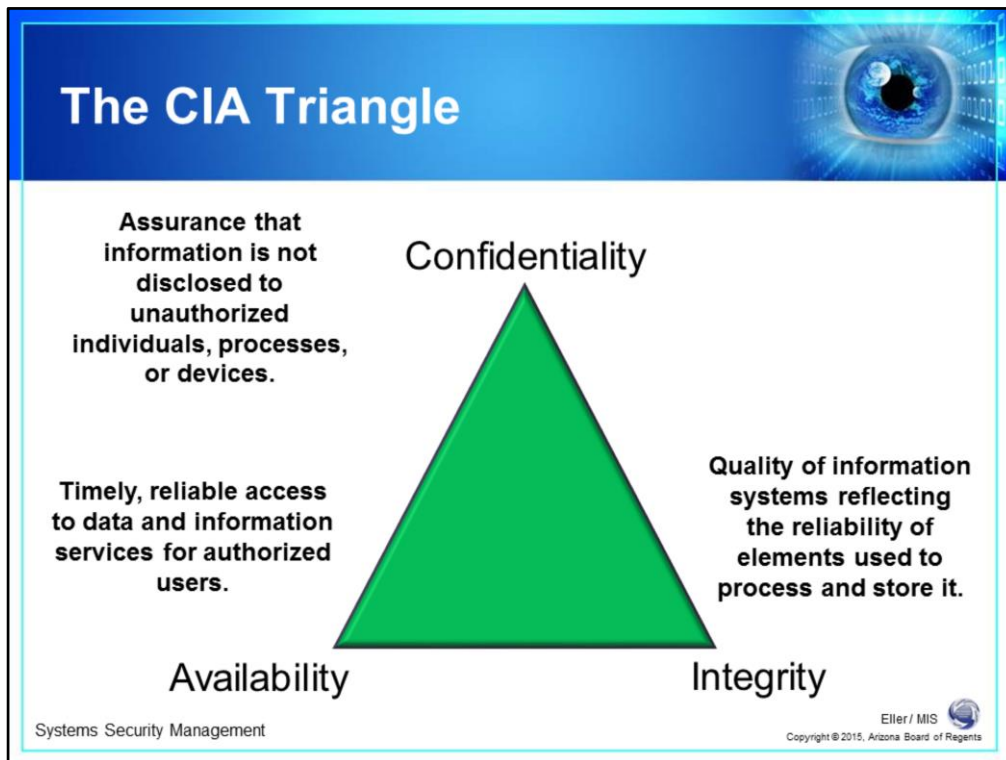 The CIA Triangle
Assurance that
information is not
disclosed to
unauthorized
individuals, processes,
or devices.
Confidentiality
Timely, reliable access
to data and information
services for authorized
users.
Quality of information
systems reflecting
the reliability of
elements used to
process and store it.
Availability
Integrity
Systems Security Management
Eller / MIS
Copyright © 2015, Arizona Board of Regents